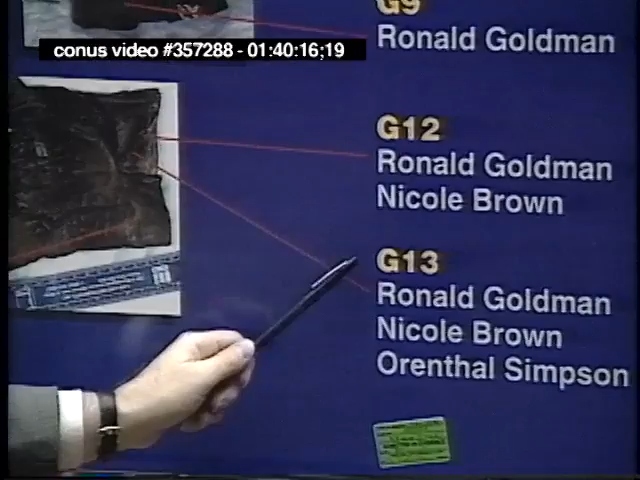 G9
Ronald Goldman
conus video #357288 - 01:40:16;19
G12
Ronald Goldman
Nicole Brown
G13
Ronald Goldman
Nicole Brown
Orenthal Simpson